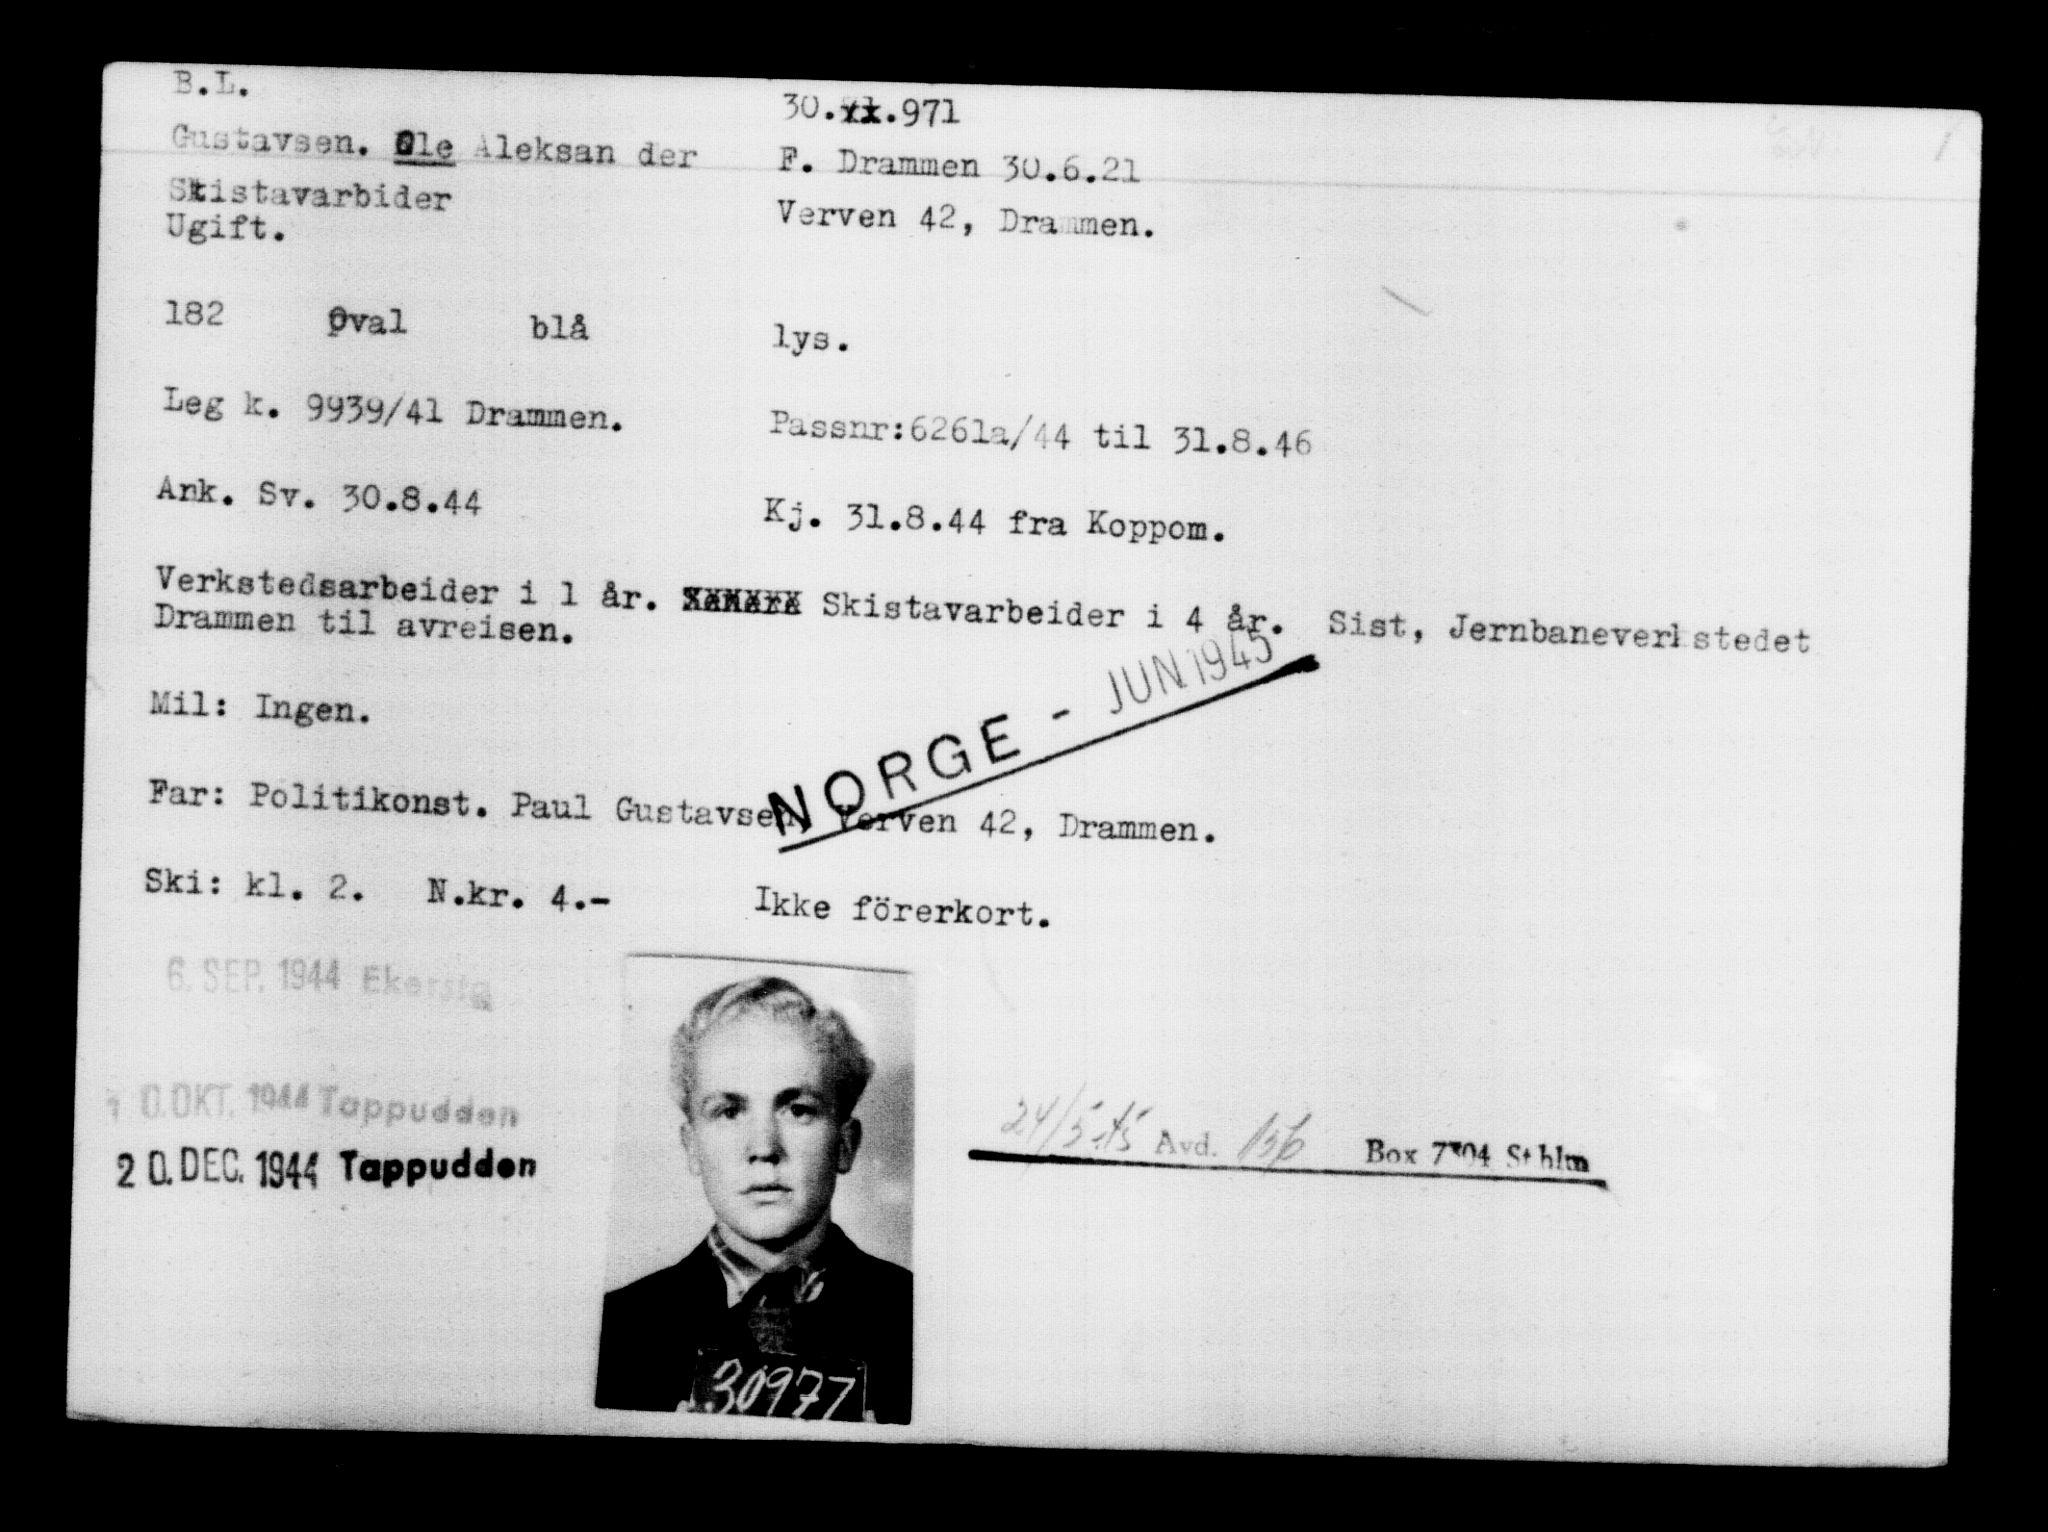 B.L.
30.xx.971
Gustavsen. Ole Aleksan der
F. Drammen 30.6.21
Skistavarbider
Verven 42, Drammen.
Ugift.
182 Oval blå lys.
Leg k. 9939/41 Drammen.
Passnr:6261a/44 til 31.8.46
Ank. Sv. 30.8.44
Kj. 31.8.44 fra Koppom.
Verkstedsarbeider i 1 år. Skistavarbeider i 4 år. Sist, Jernbaneverkstedet
Drammen til avreisen.
NORGE - JUN 1945
Mil: Ingen.
Far: Politikonst. Paul Gustavsen, Verven 42, Drammen.
Ski: kl. 2. N.kr. 4.- Ikke förerkort.
6. SEP. 1944 Ekersta
10. OKT. 1944 Tappudden
20. DEC. 1944 Tappudden
24/5 45 Avd. Box 7704 Sthlm
30977